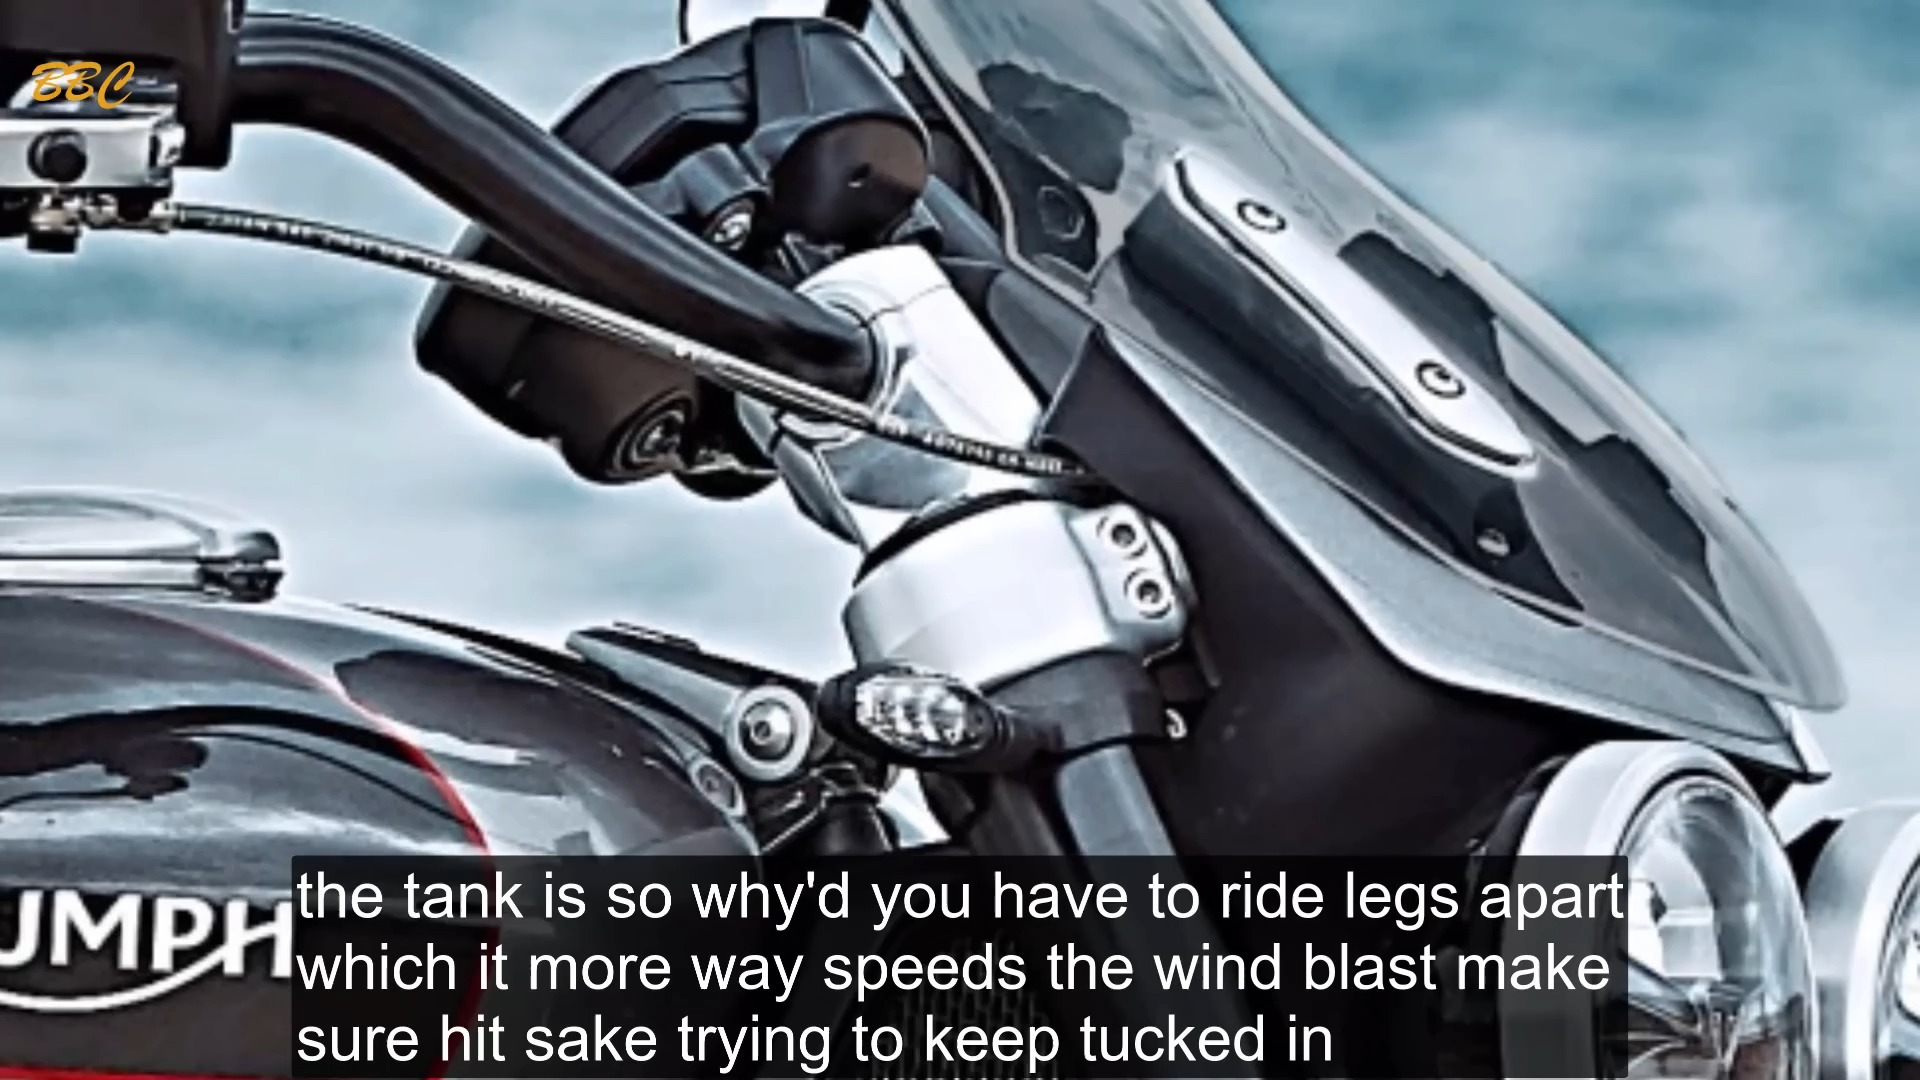 BBC
UMPH
the tank is so why'd you have to ride legs apart
which it more way speeds the wind blast make
sure hit sake trying to keep tucked in